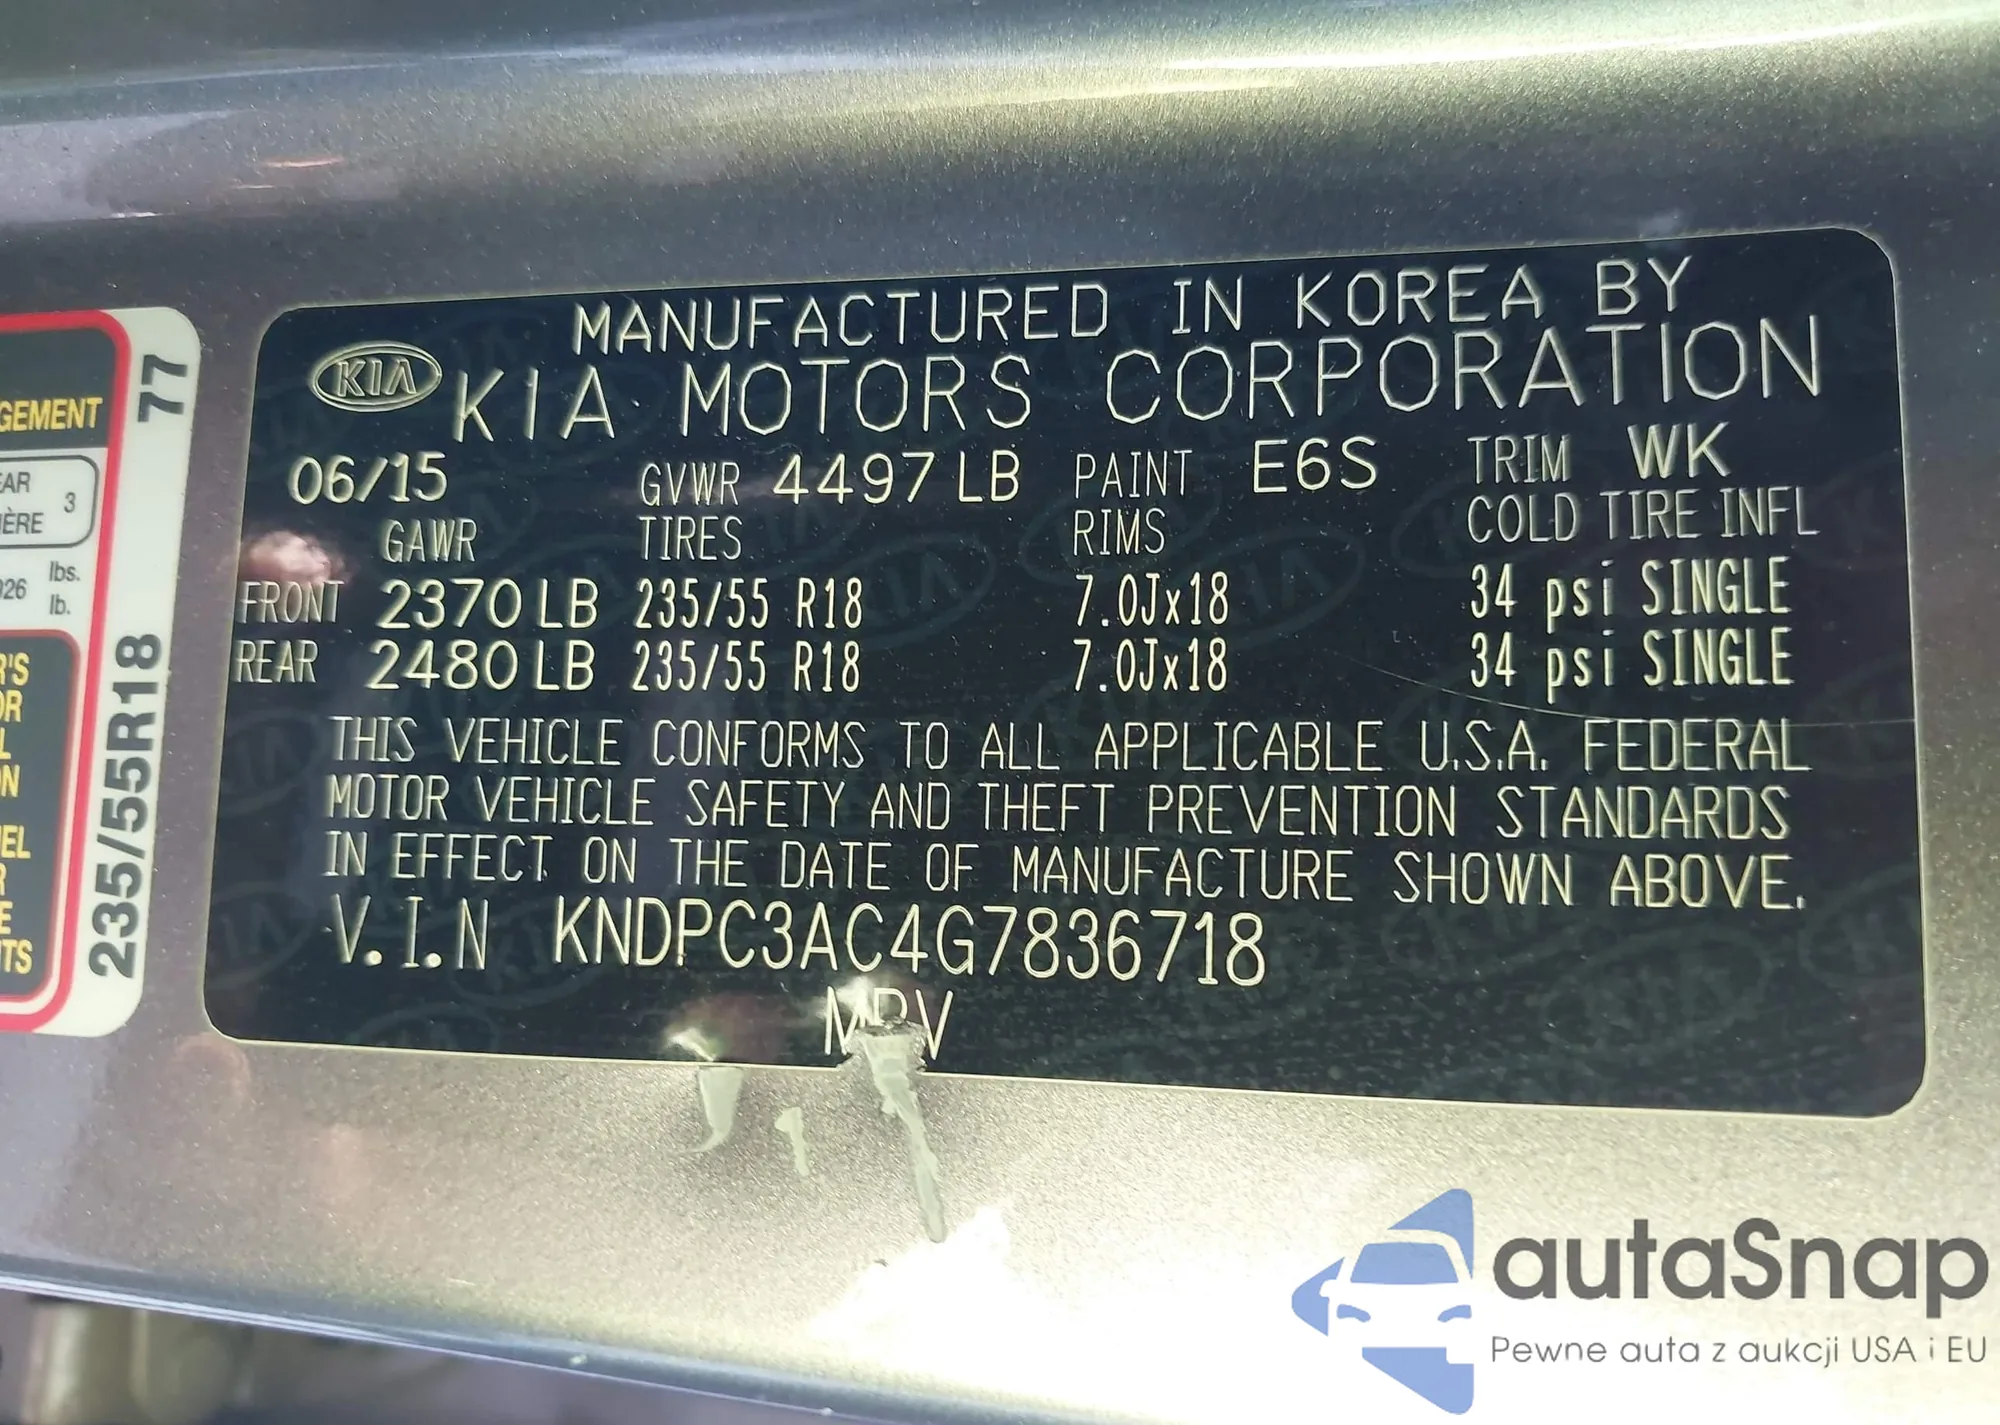 MANUFACTURED IN KOREA BY
KIA KIA MOTORS CORPORATION
06/15 GVWR 4497 LB PAINT E6S TRIM WK
GAWR TIRES RIMS COLD TIRE INFL
FRONT 2370 LB 235/55 R18 7.0Jx18 34 psi SINGLE
REAR 2480 LB 235/55 R18 7.0Jx18 34 psi SINGLE
THIS VEHICLE CONFORMS TO ALL APPLICABLE U.S.A. FEDERAL
MOTOR VEHICLE SAFETY AND THEFT PREVENTION STANDARDS
IN EFFECT ON THE DATE OF MANUFACTURE SHOWN ABOVE.
V.I.N KNDPC3AC4G7836718
77
235/55R18
3
lbs.
lb.
autaSnap
Pewne auta z aukcji USA i EU